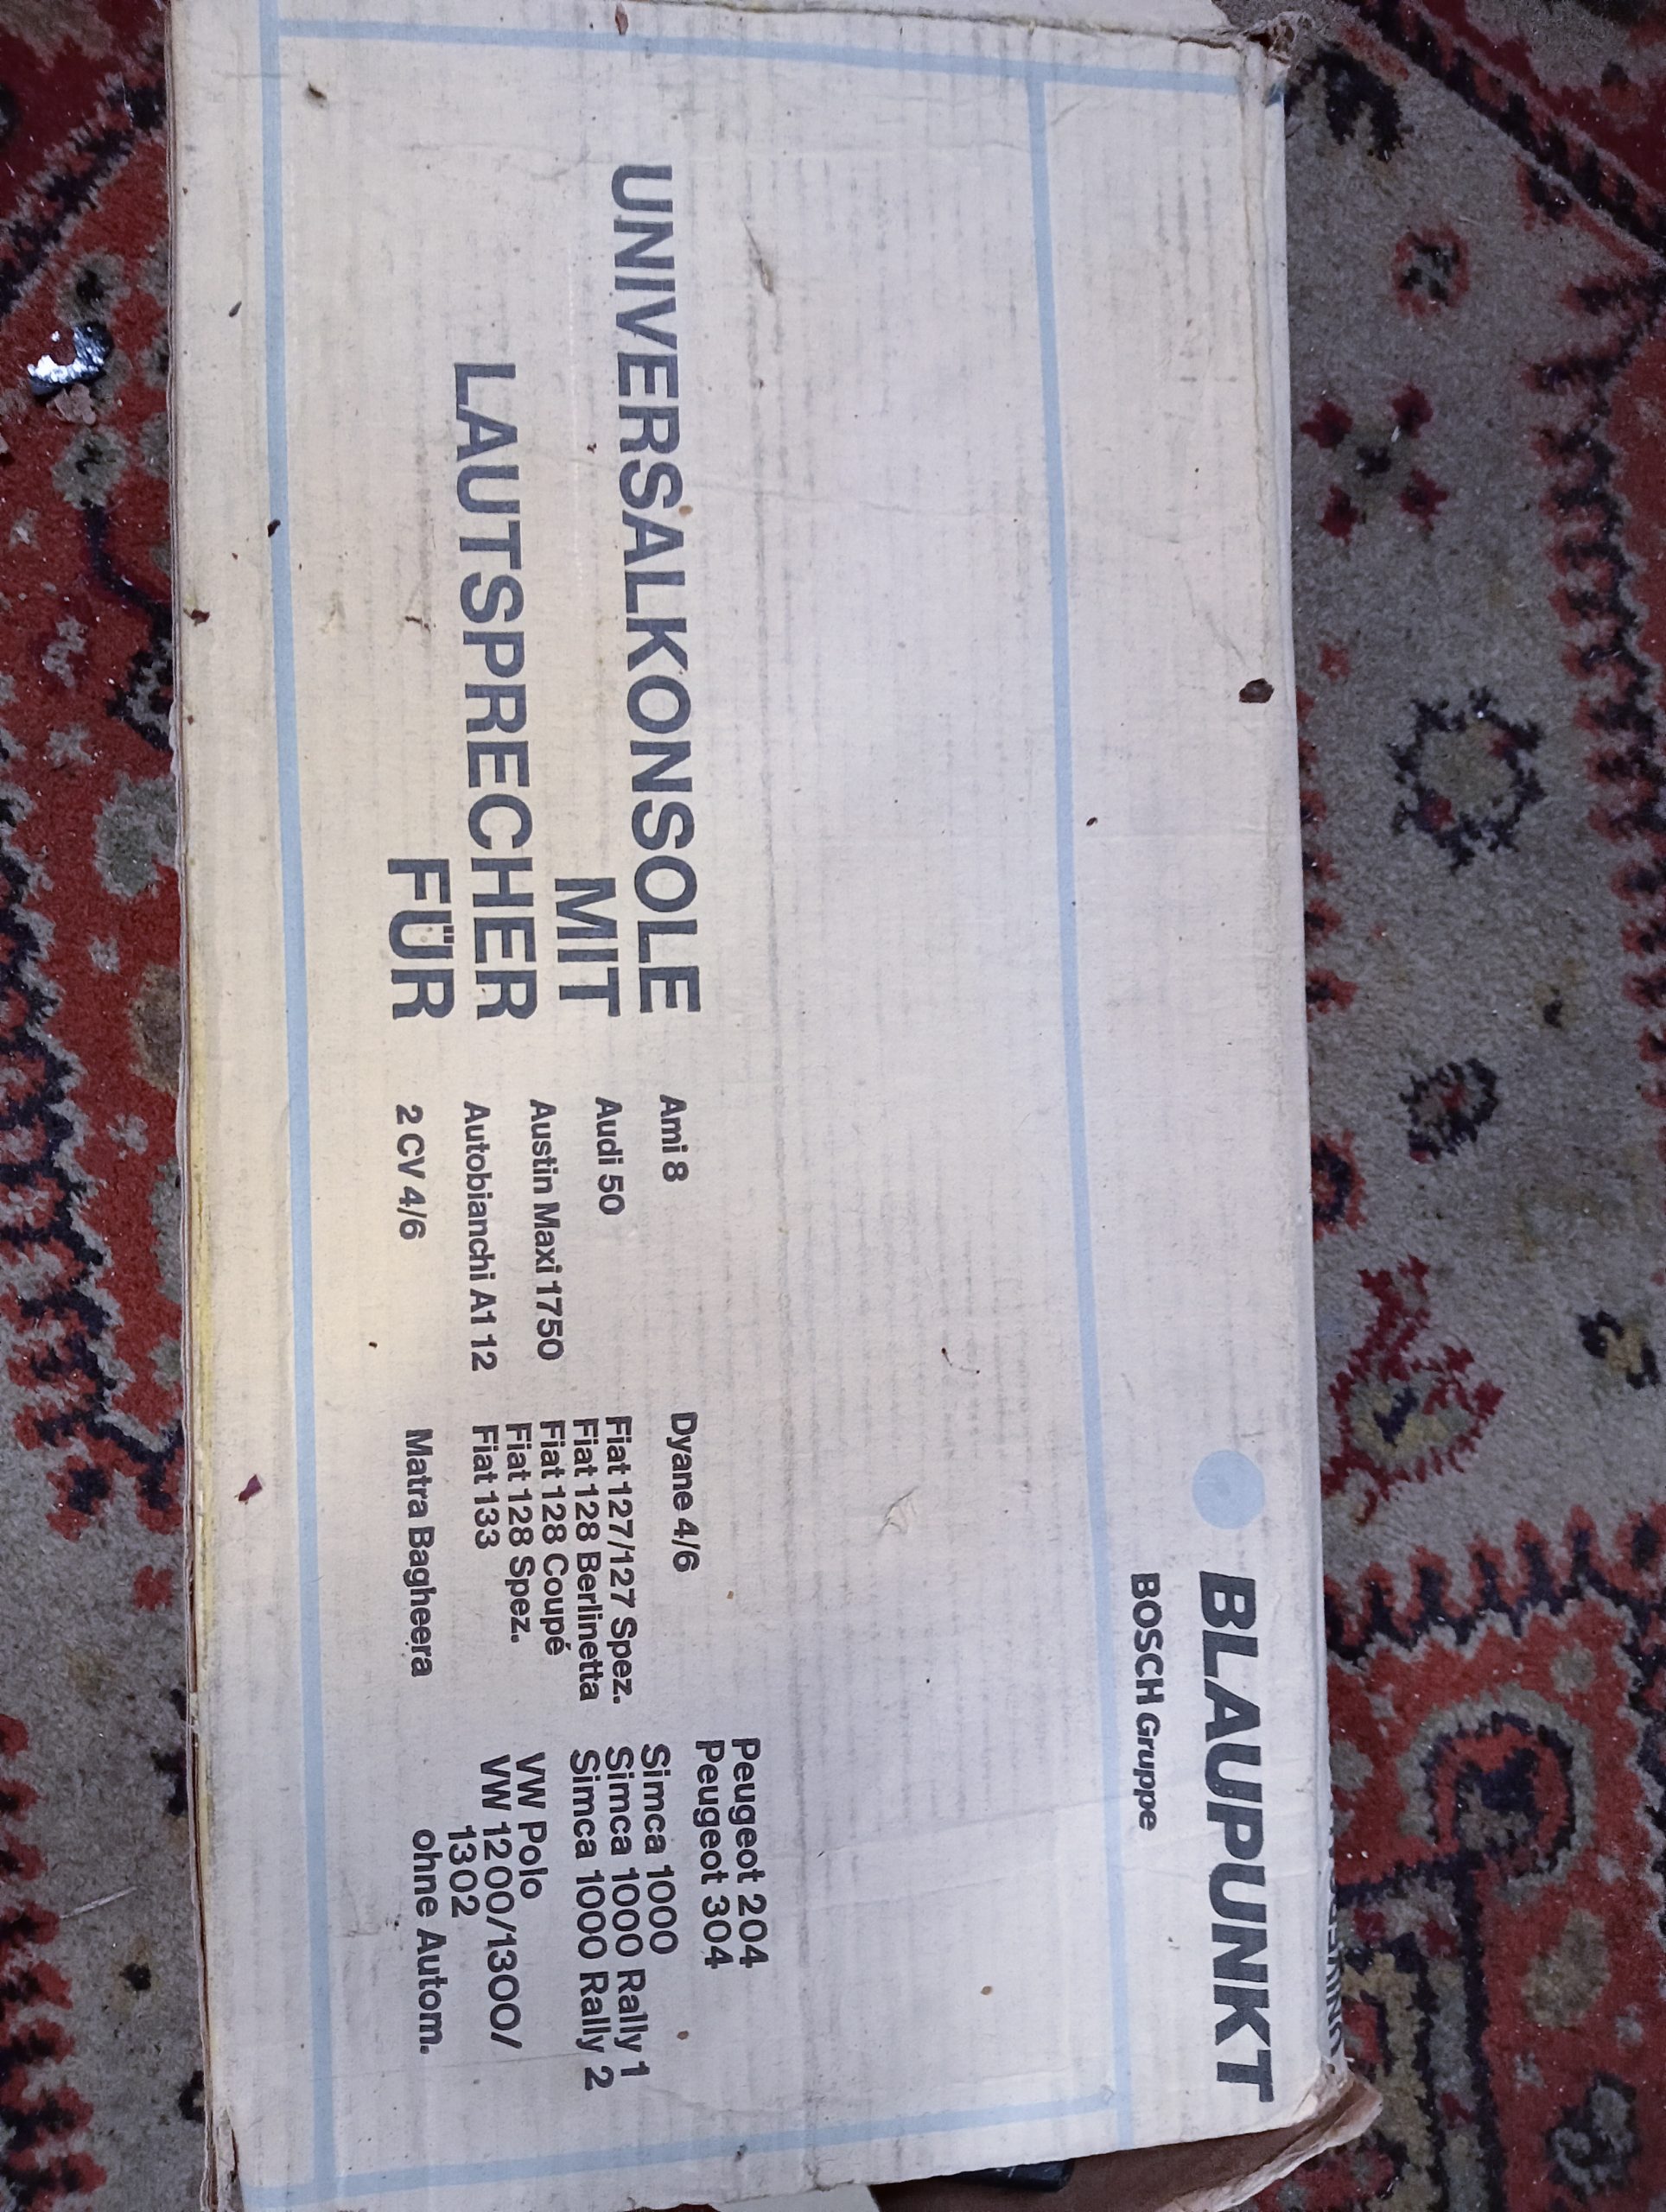 BLAUPUNKT
BOSCH Gruppe
UNIVERSALKONSOLE
MIT
LAUTSPRECHER
FÜR
Ami 8
Audi 50
Austin Maxi 1750
Autobianchi A1 12
2 CV 4/6
Dyane 4/6
Fiat 127/127 Spez.
Fiat 128 Berlinetta
Fiat 128 Coupé
Fiat 128 Spez.
Fiat 133
Matra Bagheera
Peugeot 204
Peugeot 304
Simca 1000
Simca 1000 Rally 1
Simca 1000 Rally 2
VW Polo
VW 1200/1300/
1302
ohne Autom.